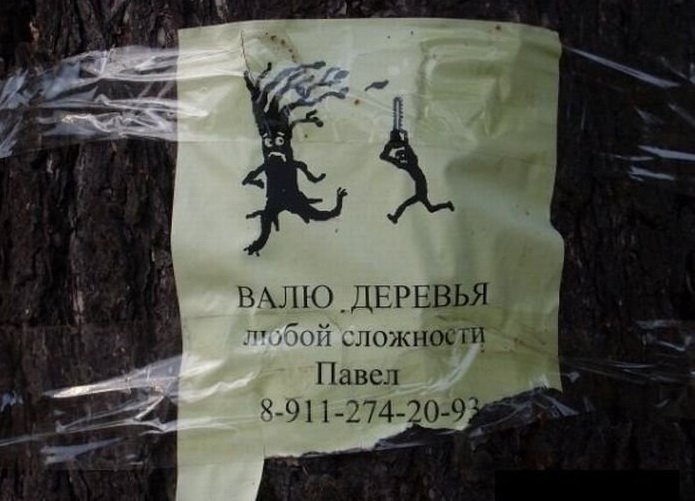 ВАЛЮ ДЕРЕВЬЯ
любой сложности
Павел
8-911-274-20-93